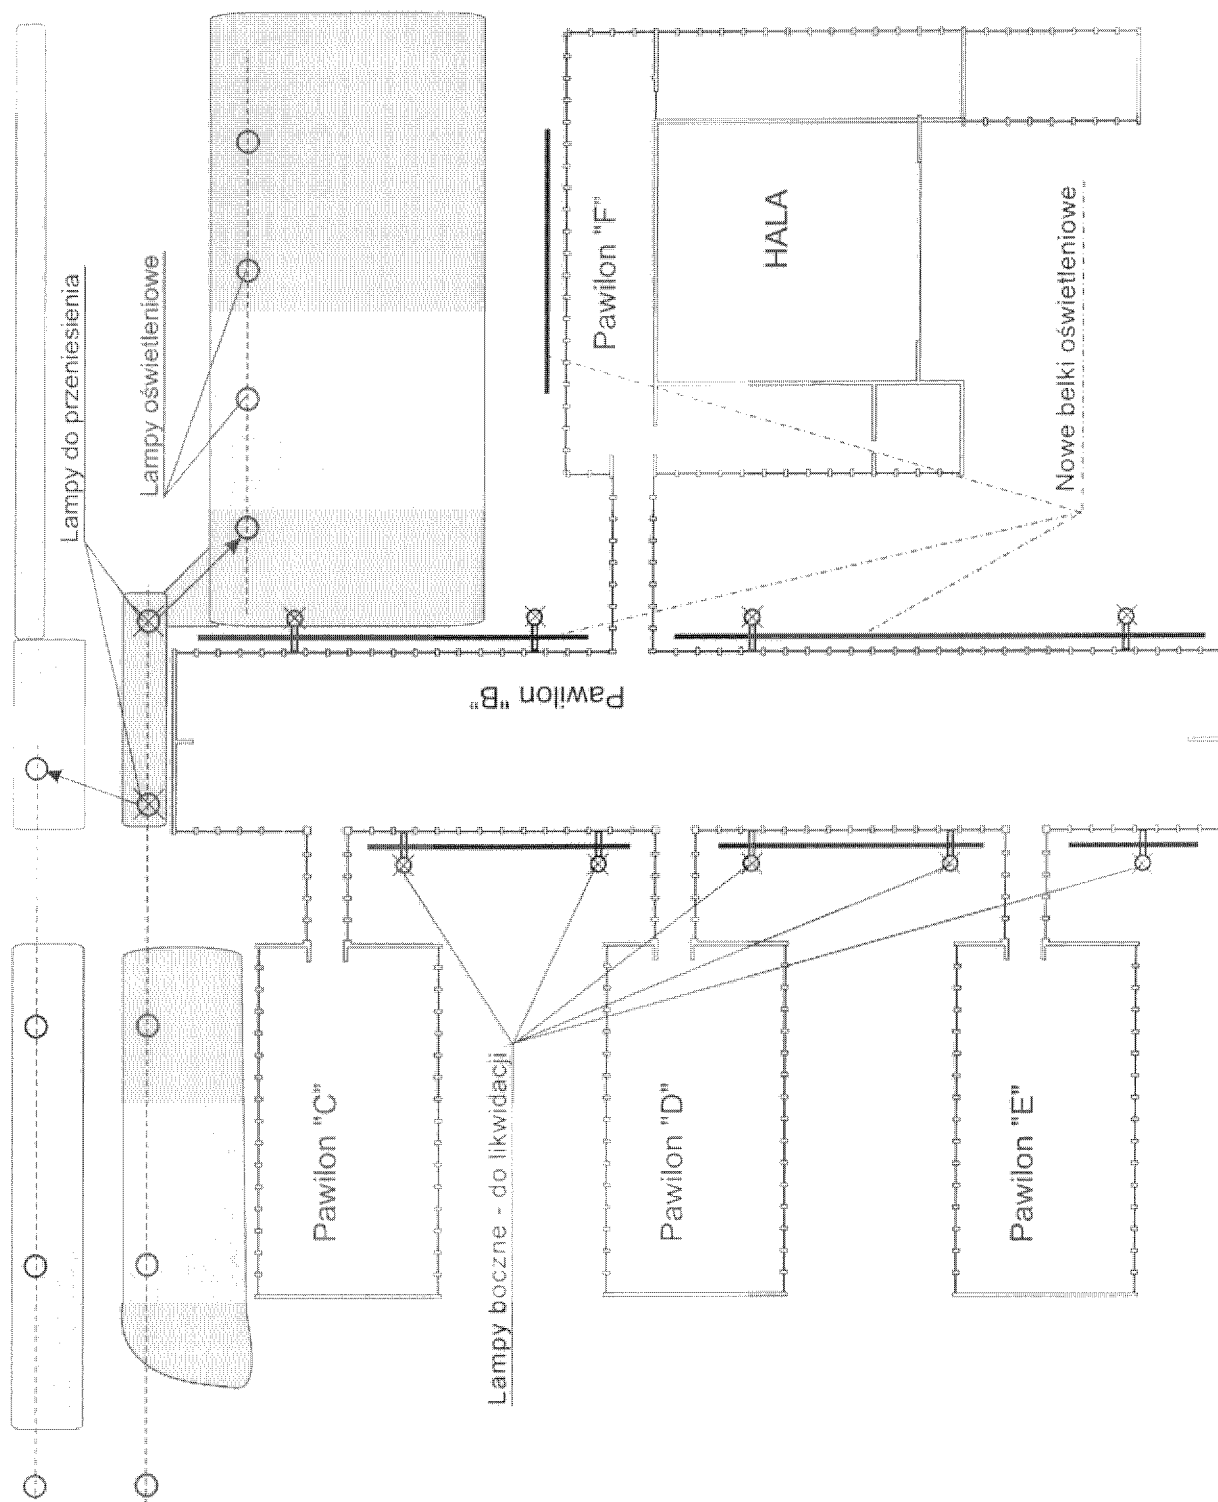 Lampy do przeniesienia
Lampy oświetleniowe
Pawilon "F"
HALA
Nowe belki oświetleniowe
Pawilon "B"
Lampy boczne - do likwidacji
Pawilon "C"
Pawilon "D"
Pawilon "E"